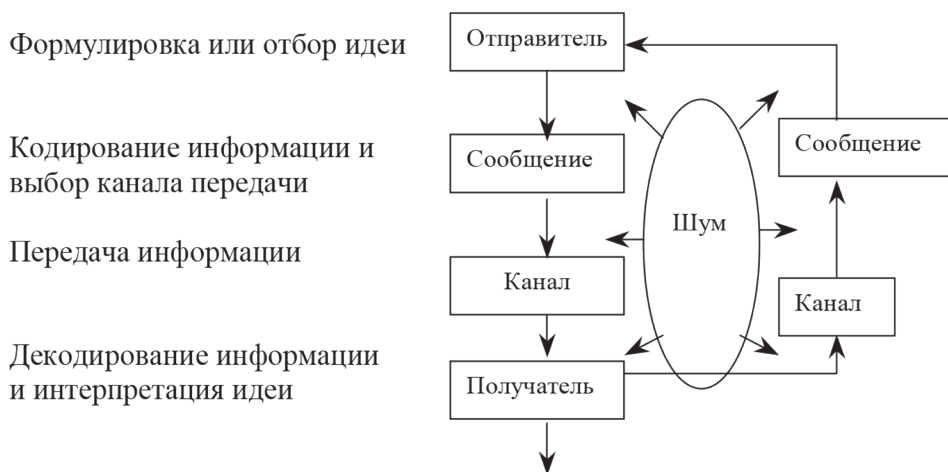 Формулировка или отбор идеи
Отправитель
Кодирование информации и
выбор канала передачи
Сообщение
Сообщение
Шум
Передача информации
Канал
Канал
Декодирование информации
и интерпретация идеи
Получатель